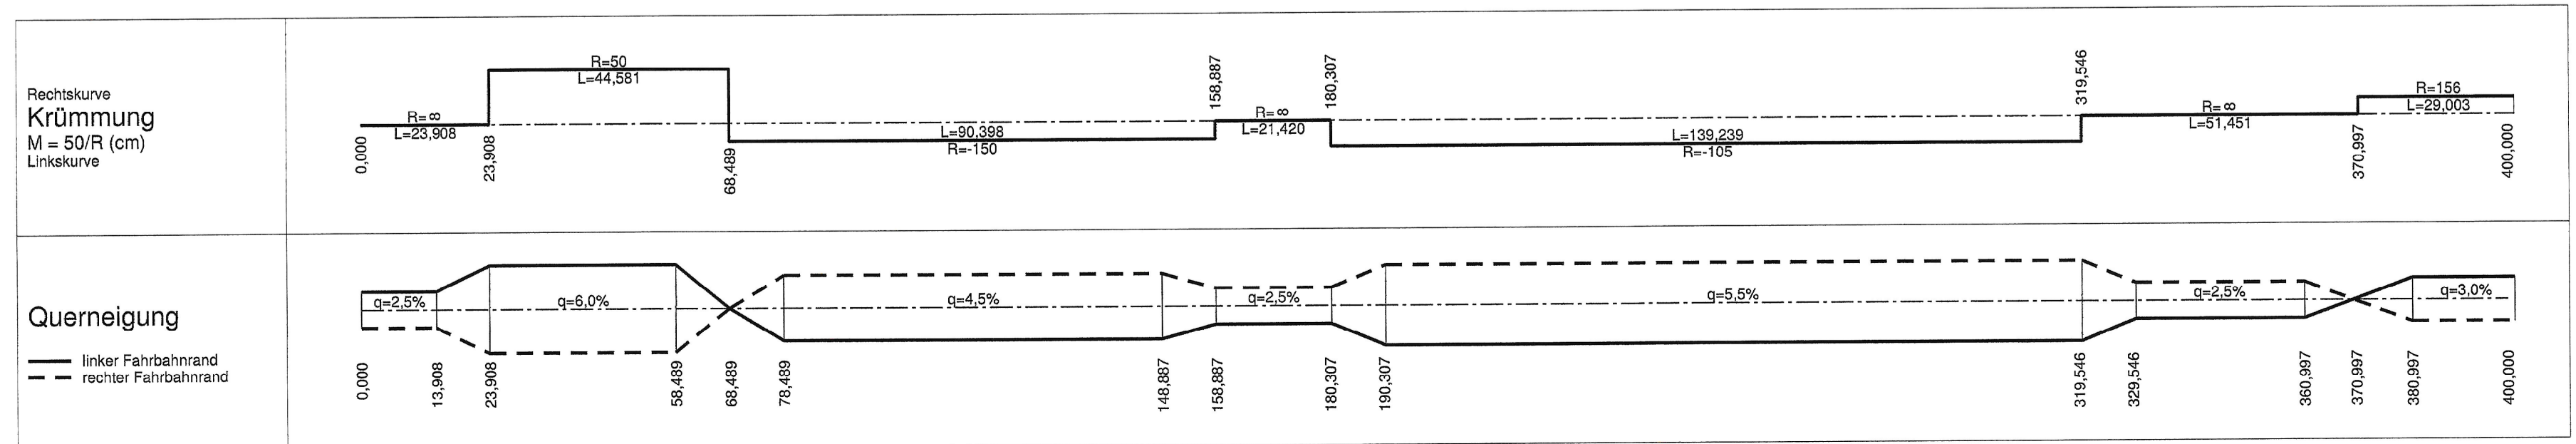 Rechtskurve
Krümmung
M = 50/R (cm)
Linkskurve
R=∞
L=23,908
R=50
L=44,581
L=90,398
R=-150
R=∞
L=21,420
L=139,239
R=-105
R=∞
L=51,451
R=156
L=29,003
0,000
23,908
68,489
158,887
180,307
319,546
370,997
400,000
Querneigung
linker Fahrbahnrand
rechter Fahrbahnrand
q=2,5%
q=6,0%
q=4,5%
q=2,5%
q=5,5%
q=2,5%
q=3,0%
0,000
13,908
23,908
58,489
68,489
78,489
148,887
158,887
180,307
190,307
319,546
329,546
360,997
370,997
380,997
400,000